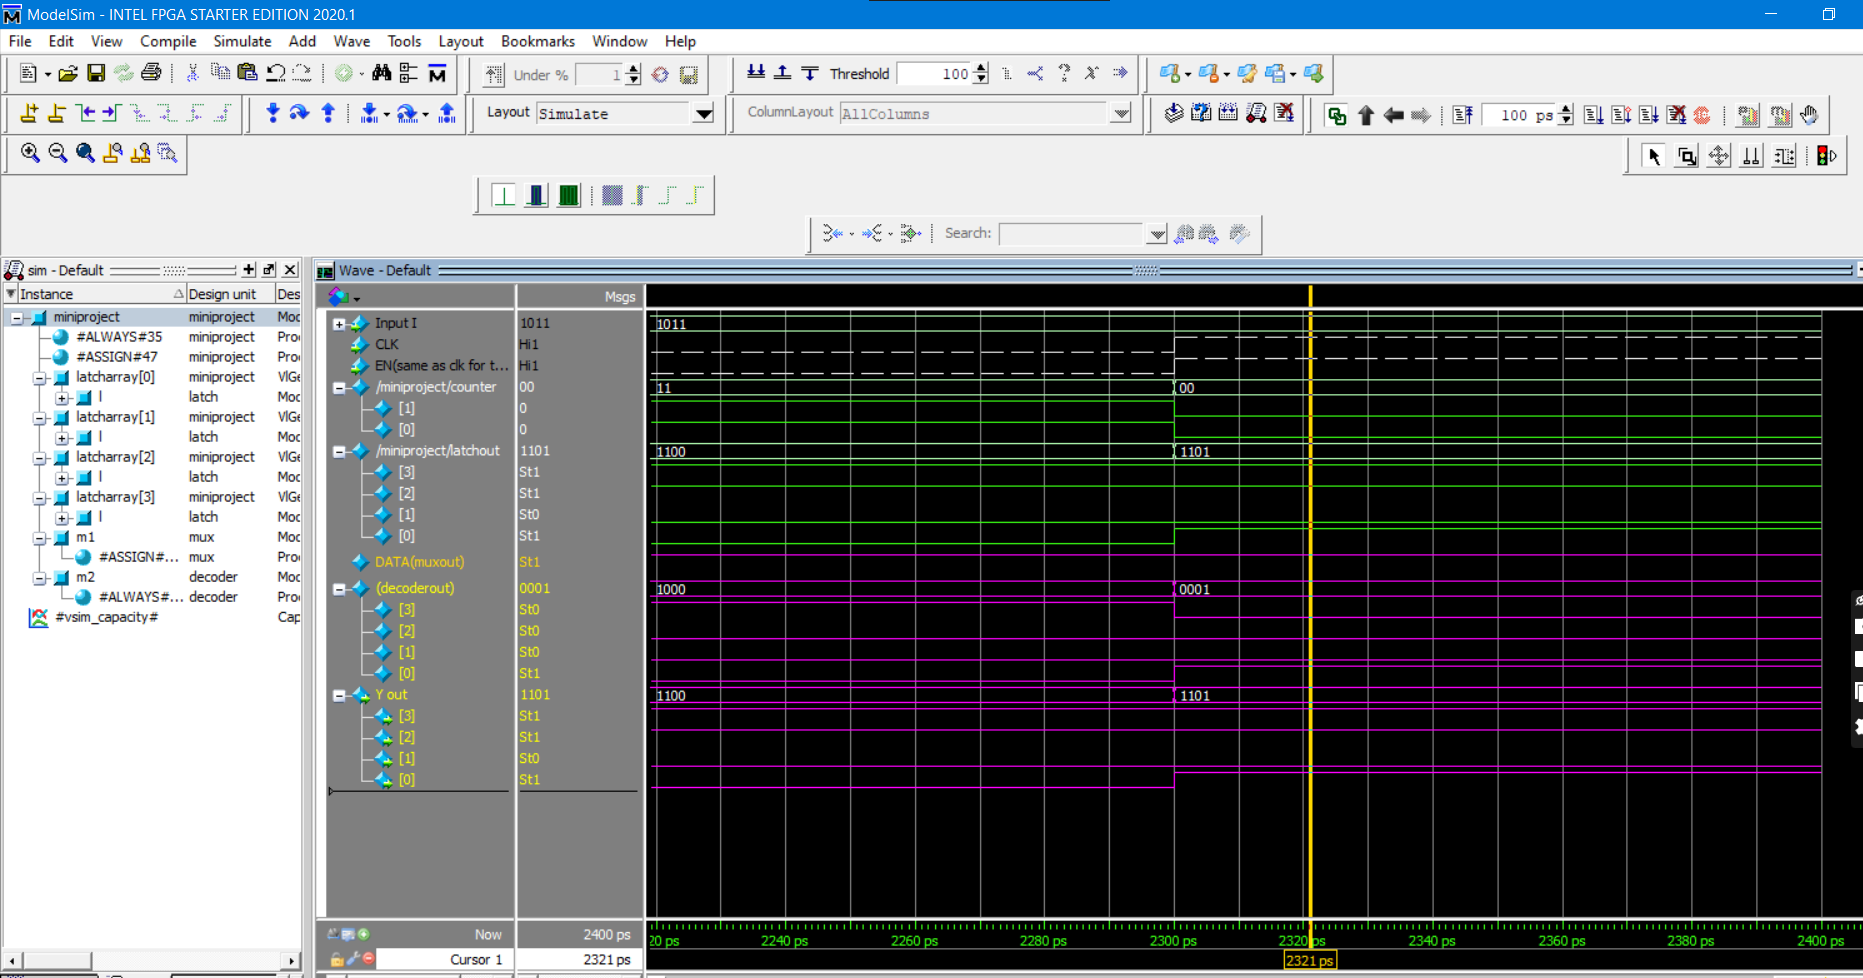 ModelSim - INTEL FPGA STARTER EDITION 2020.1
File Edit View Compile Simulate Add Wave Tools Layout Bookmarks Window Help
Under % 1 Threshold 100
Layout Simulate ColumnLayout AllColumns 100 ps
Search:
sim - Default
Instance Design unit Des
miniproject miniproject Moc
#ALWAYS#35 miniproject Pro
#ASSIGN#47 miniproject Pro
latcharray[0] miniproject VlGe
l latch Moc
latcharray[1] miniproject VlGe
l latch Moc
latcharray[2] miniproject VlGe
l latch Moc
latcharray[3] miniproject VlGe
l latch Moc
m1 mux Moc
#ASSIGN#... mux Pro
m2 decoder Moc
#ALWAYS#... decoder Pro
#vsim_capacity# Cap
Wave - Default
Msgs
Input I 1011 1011
CLK Hi1
EN(same as clk for t... Hi1
/miniproject/counter 00 11 00
[1] 0
[0] 0
/miniproject/latchout 1101 1100 1101
[3] St1
[2] St1
[1] St0
[0] St1
DATA(muxout) St1
(decoderout) 0001 1000 0001
[3] St0
[2] St0
[1] St0
[0] St1
Y out 1101 1100 1101
[3] St1
[2] St1
[1] St0
[0] St1
Now 2400 ps 20 ps 2240 ps 2260 ps 2280 ps 2300 ps 2320 ps 2340 ps 2360 ps 2380 ps 2400 ps
Cursor 1 2321 ps 2321 ps